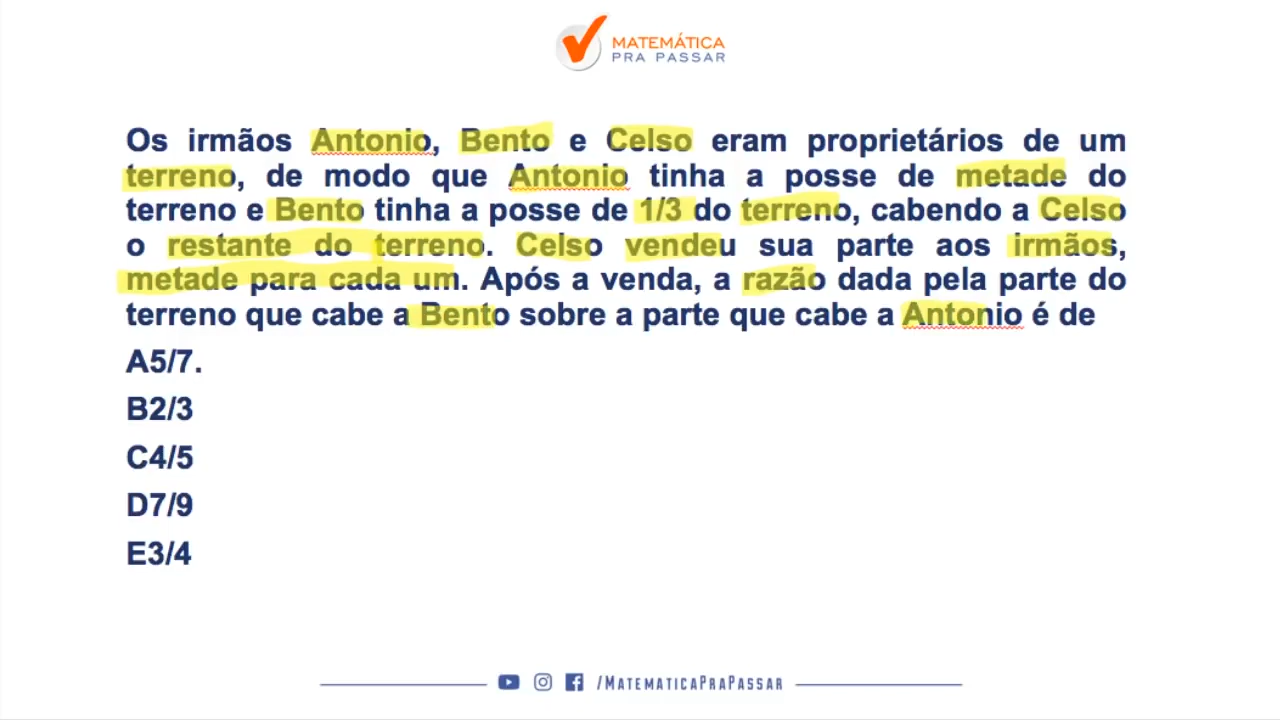 MATEMÁTICA
PRA PASSAR
Os irmãos Antonio, Bento e Celso eram proprietários de um
terreno, de modo que Antonio tinha a posse de metade do
terreno e Bento tinha a posse de 1/3 do terreno, cabendo a Celso
o restante do terreno. Celso vendeu sua parte aos irmãos,
metade para cada um. Após a venda, a razão dada pela parte do
terreno que cabe a Bento sobre a parte que cabe a Antonio é de
A5/7.
B2/3
C4/5
D7/9
E3/4
/MATEMATICAPRAPASSAR